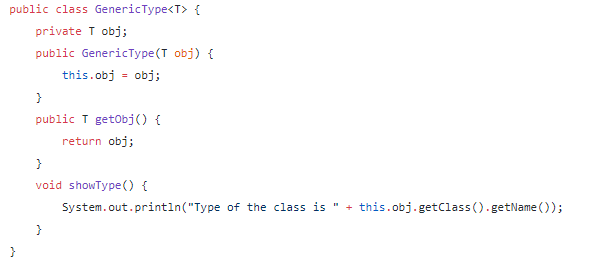 public class GenericType<T> {
    private T obj;
    public GenericType(T obj) {
        this.obj = obj;
    }
    public T getObj() {
        return obj;
    }
    void showType() {
        System.out.println("Type of the class is " + this.obj.getClass().getName());
    }
}